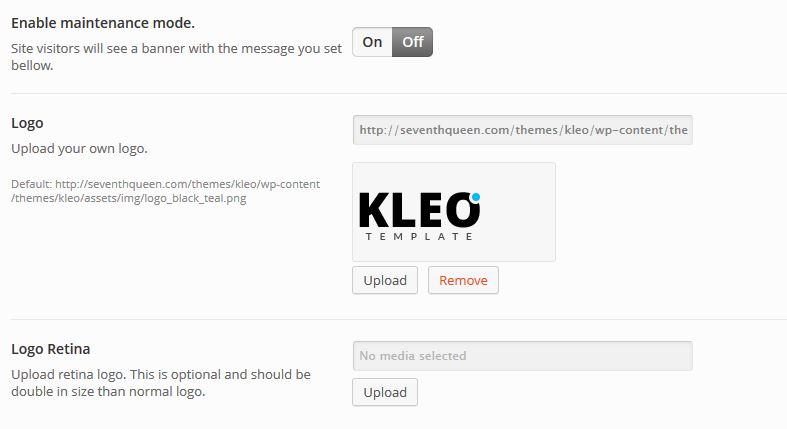 Enable maintenance mode.
Site visitors will see a banner with the message you set
bellow.
On Off
Logo
Upload your own logo.
Default: http://seventhqueen.com/themes/kleo/wp-content
/themes/kleo/assets/img/logo_black_teal.png
http://seventhqueen.com/themes/kleo/wp-content/the
KLEO
TEMPLATE
Upload Remove
Logo Retina
Upload retina logo. This is optional and should be
double in size than normal logo.
No media selected
Upload